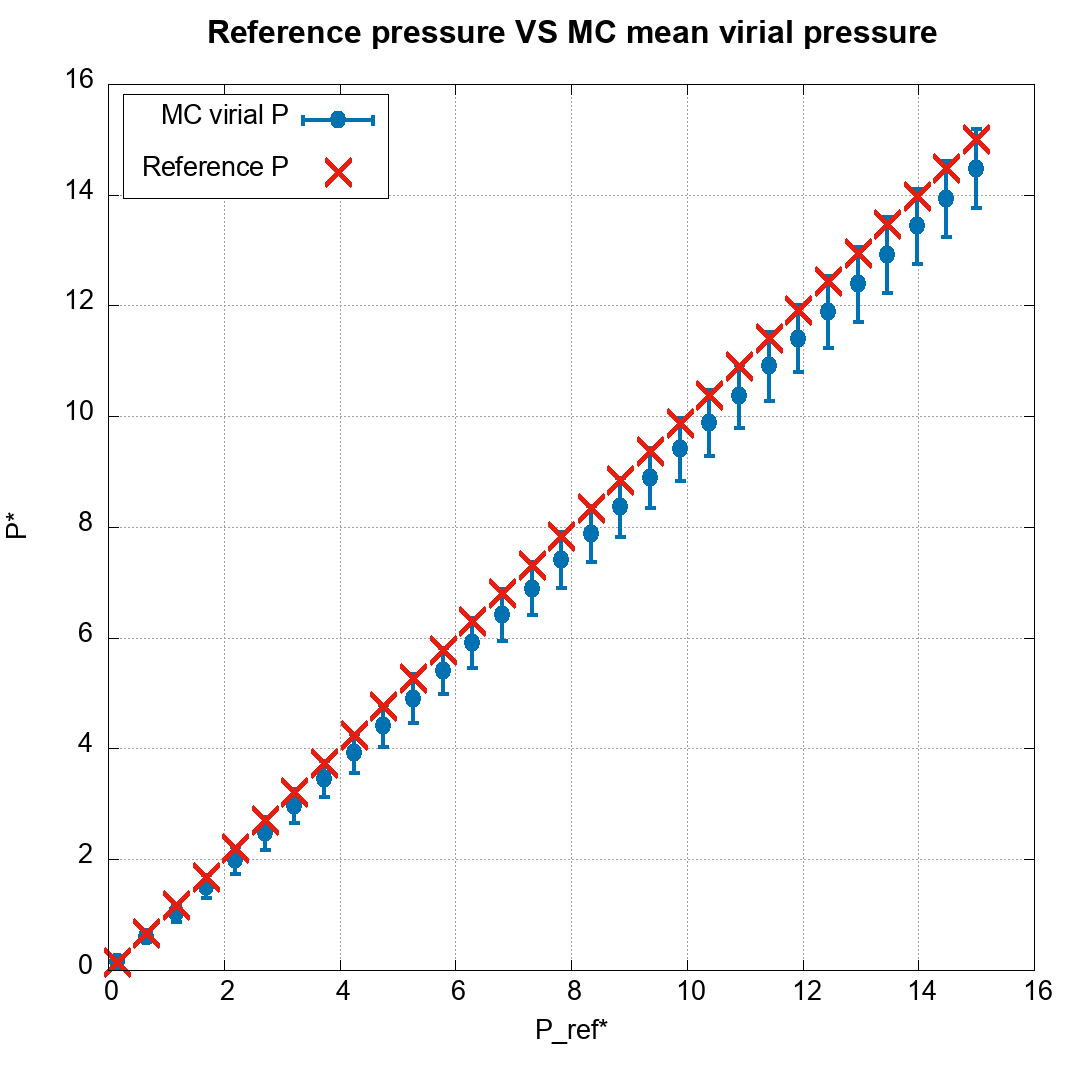 Reference pressure VS MC mean virial pressure
16
14
12
10
8
6
4
2
0
MC virial P
Reference P
P*
0 2 4 6 8 10 12 14 16
P_ref*